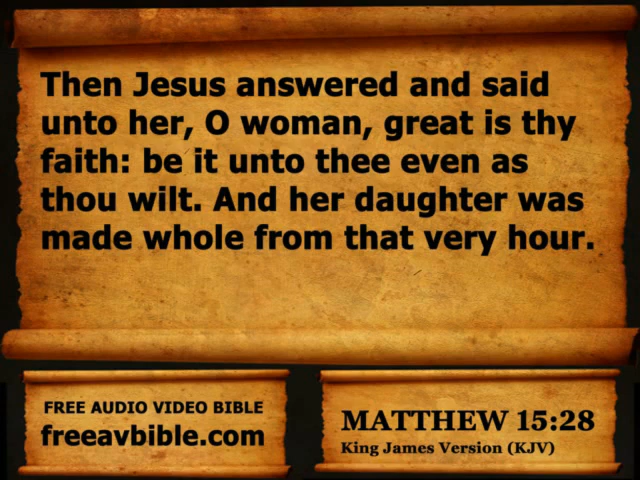 Then Jesus answered and said
unto her, O woman, great is thy
faith: be it unto thee even as
thou wilt. And her daughter was
made whole from that very hour.
FREE AUDIO VIDEO BIBLE
freeavbible.com
MATTHEW 15:28
King James Version (KJV)